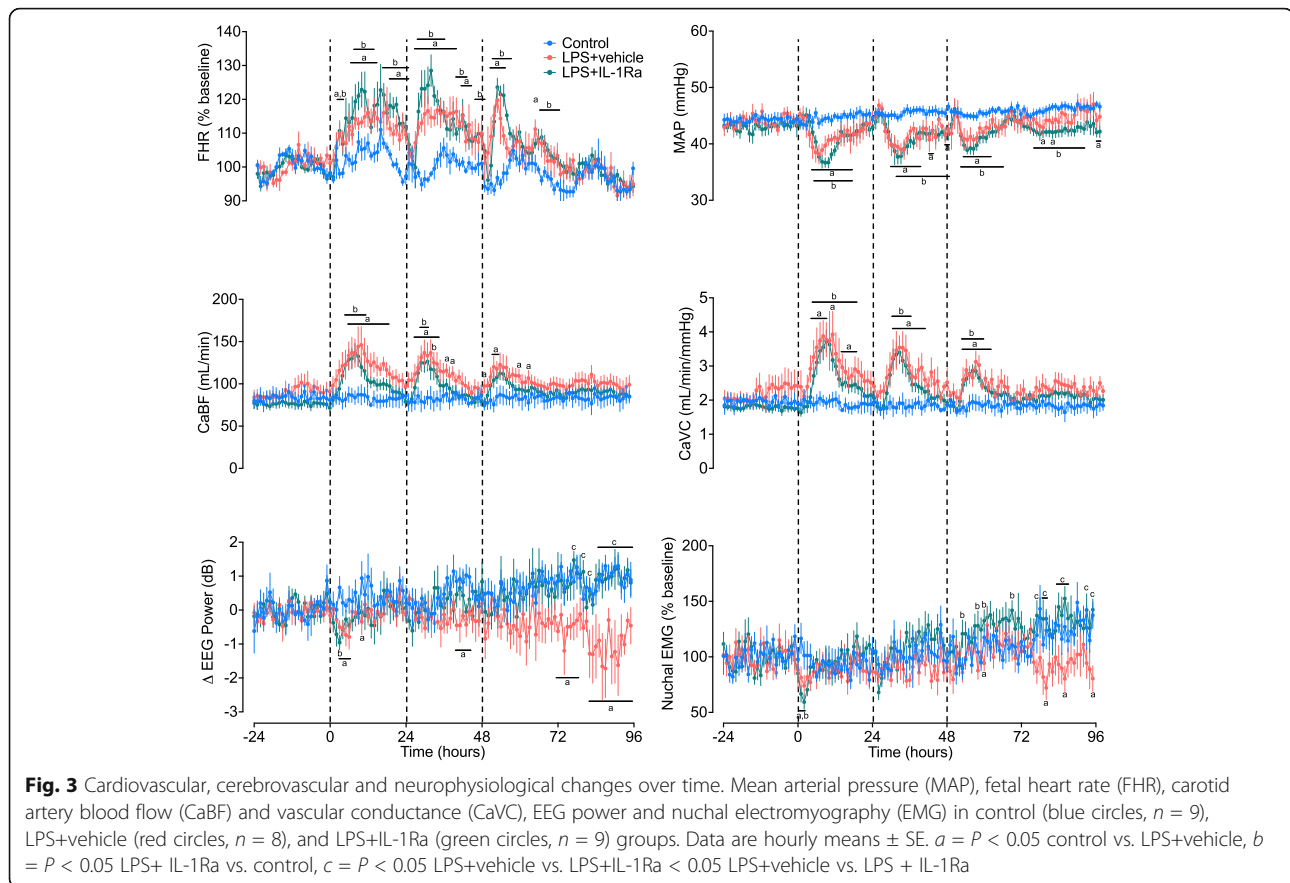 140
130
120
110
100
90
FHR (% baseline)
a,b
b
a
b
a
b
a
b
a
b
b
a
a
b
Control
LPS+vehicle
LPS+IL-1Ra
60
50
40
30
MAP (mmHg)
a
b
a
b
a
a
a
b
a
a
b
a
200
150
100
50
0
CaBF (mL/min)
b
a
b
a
b
a
a
a
a
a
a
5
4
3
2
1
0
CaVC (mL/min/mmHg)
b
a
a
a
b
a
b
a
2
1
0
-1
-2
-3
Δ EEG Power (dB)
b
a
a
a
a
a
c
c
c
c
-24
0
24
48
72
96
Time (hours)
200
150
100
50
Nuchal EMG (% baseline)
a,b
b
b
b
a
b
c
c
c
c
c
a
a
a
-24
0
24
48
72
96
Time (hours)
Fig. 3 Cardiovascular, cerebrovascular and neurophysiological changes over time. Mean arterial pressure (MAP), fetal heart rate (FHR), carotid
artery blood flow (CaBF) and vascular conductance (CaVC), EEG power and nuchal electromyography (EMG) in control (blue circles, n = 9),
LPS+vehicle (red circles, n = 8), and LPS+IL-1Ra (green circles, n = 9) groups. Data are hourly means ± SE. a = P < 0.05 control vs. LPS+vehicle, b
= P < 0.05 LPS+ IL-1Ra vs. control, c = P < 0.05 LPS+vehicle vs. LPS+IL-1Ra < 0.05 LPS+vehicle vs. LPS + IL-1Ra